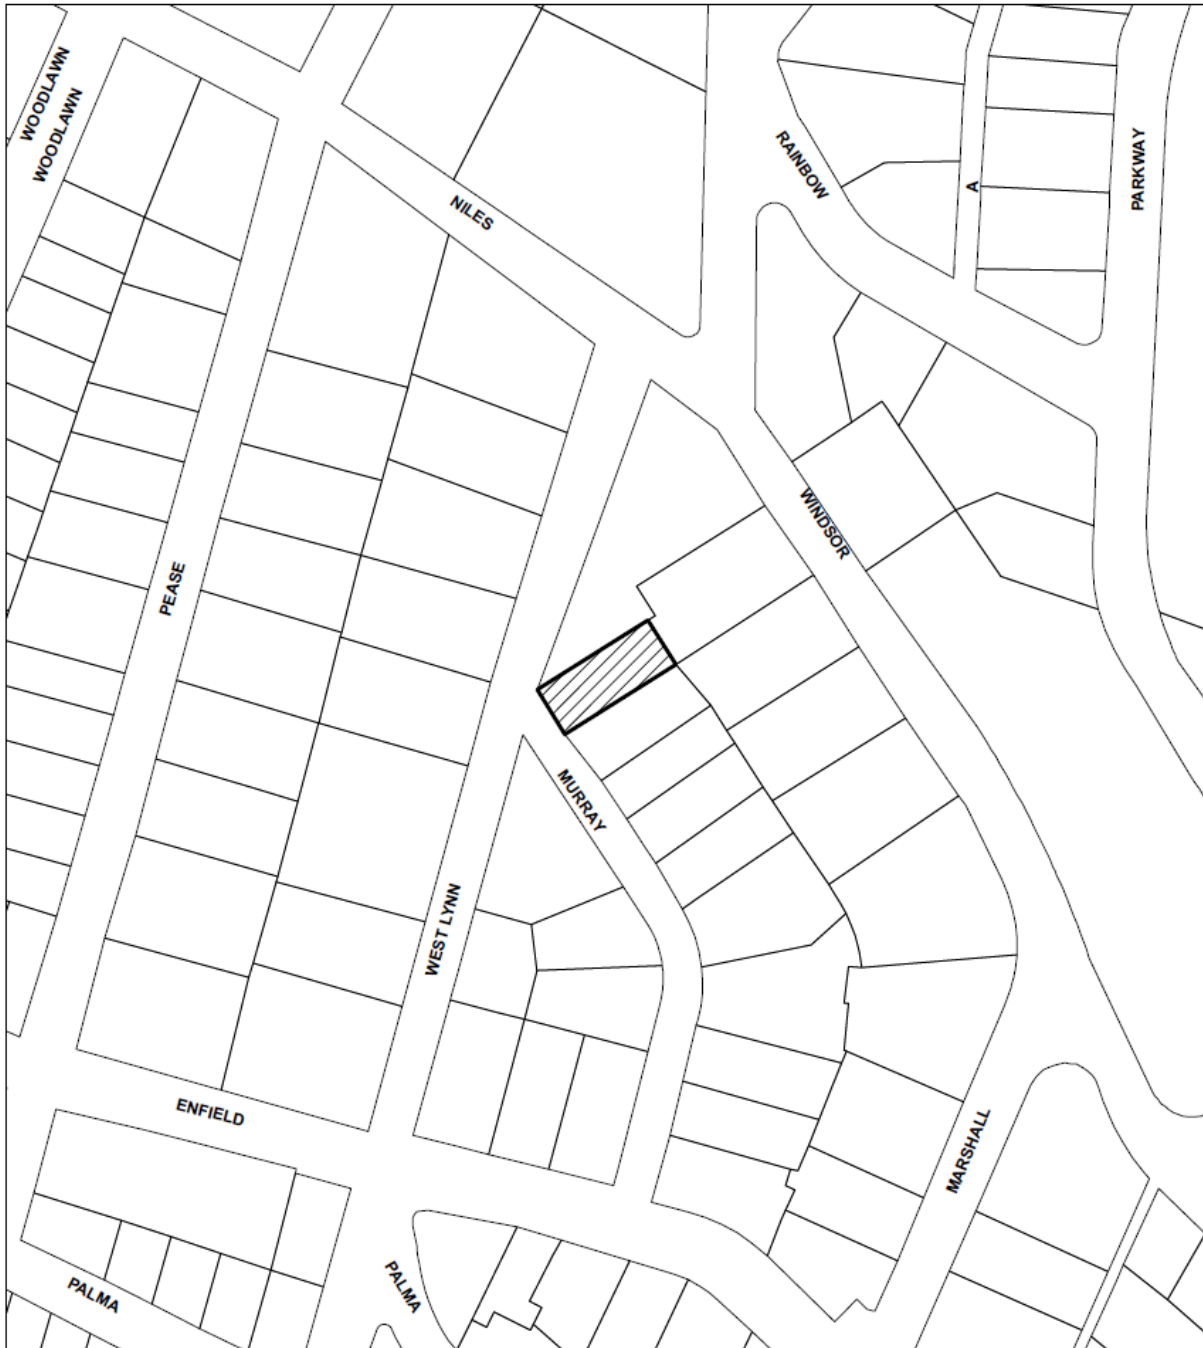 WOODLAWN
WOODLAWN
NILES
RAINBOW
A
PARKWAY
WINDSOR
PEASE
MURRAY
WEST LYNN
ENFIELD
MARSHALL
PALMA
PALMA